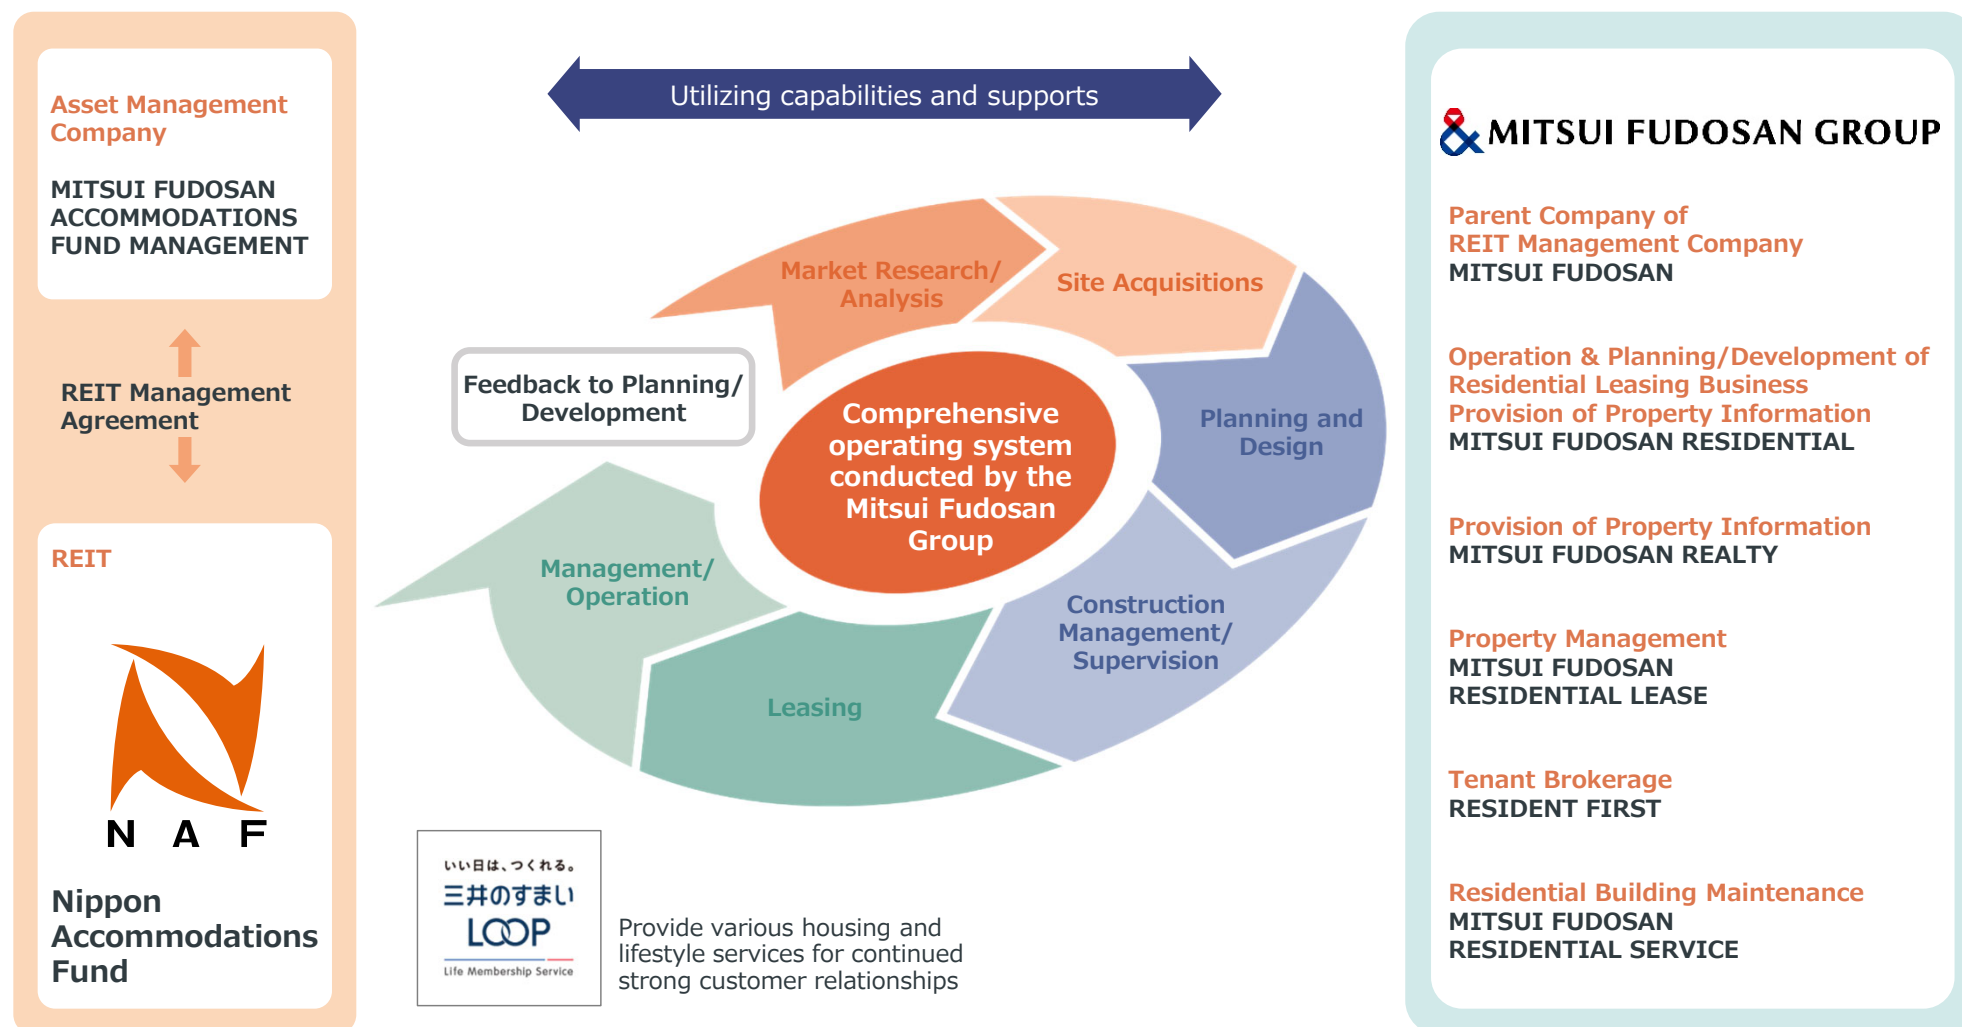 Asset Management
Company
MITSUI FUDOSAN
ACCOMMODATIONS
FUND MANAGEMENT
REIT Management
Agreement
REIT
N A F
Nippon
Accommodations
Fund
Utilizing capabilities and supports
Market Research/
Analysis
Site Acquisitions
Planning and
Design
Construction
Management/
Supervision
Leasing
Management/
Operation
Feedback to Planning/
Development
Comprehensive
operating system
conducted by the
Mitsui Fudosan
Group
いい日は、つくれる。
三井のすまい
LOOP
Life Membership Service
Provide various housing and
lifestyle services for continued
strong customer relationships
& MITSUI FUDOSAN GROUP
Parent Company of
REIT Management Company
MITSUI FUDOSAN
Operation & Planning/Development of
Residential Leasing Business
Provision of Property Information
MITSUI FUDOSAN RESIDENTIAL
Provision of Property Information
MITSUI FUDOSAN REALTY
Property Management
MITSUI FUDOSAN
RESIDENTIAL LEASE
Tenant Brokerage
RESIDENT FIRST
Residential Building Maintenance
MITSUI FUDOSAN
RESIDENTIAL SERVICE